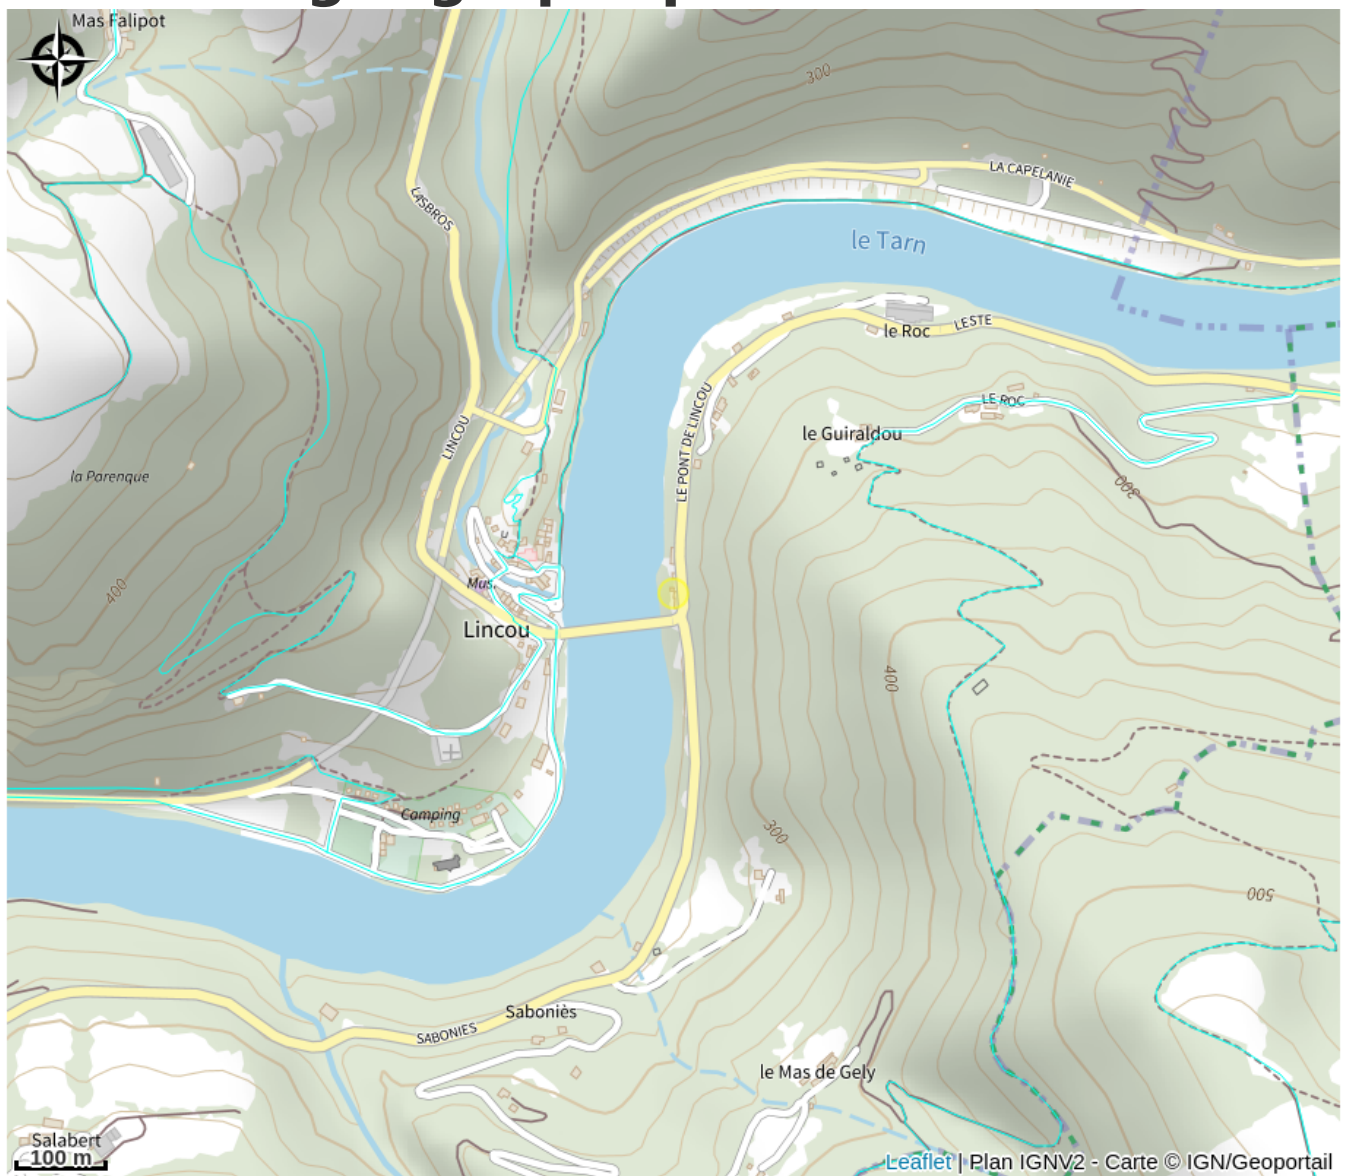 Mas Falipot
300
LA CAPELANIE
LASBROS
le Tarn
le Roc
LESTE
LE PONT DE LINCOU
LE ROC
LINCOU
le Guiraldou
la Parenque
300
400
Mus.
Lincou
400
Camping
300
500
Saboniès
SABONIES
le Mas de Gely
Salabert
100 m
Leaflet | Plan IGNV2 - Carte © IGN/Geoportail